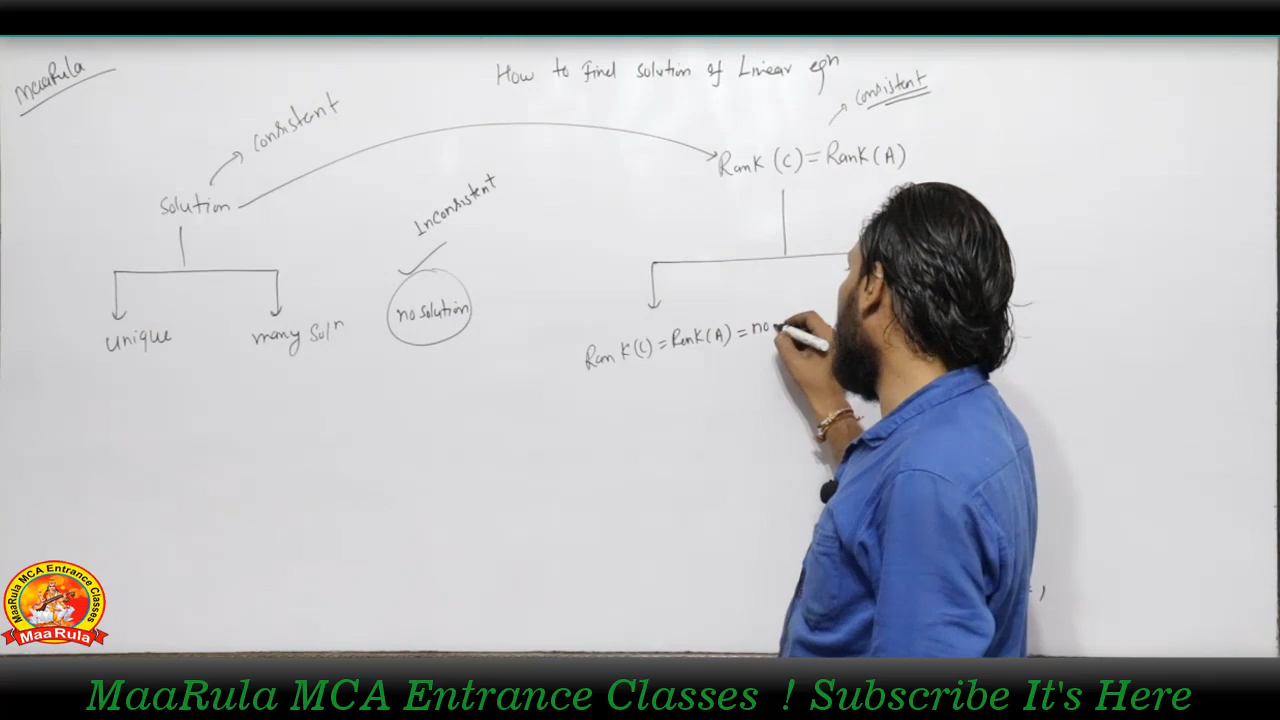 MaaRula
How to Find solution of Linear eqn
consistent
consistent
Rank (C) = Rank (A)
Solution
Inconsistent
unique
many Soln
no solution
Rank (C) = Rank (A) = no
MaaRula MCA Entrance Classes
MaaRula
MaaRula MCA Entrance Classes ! Subscribe It's Here